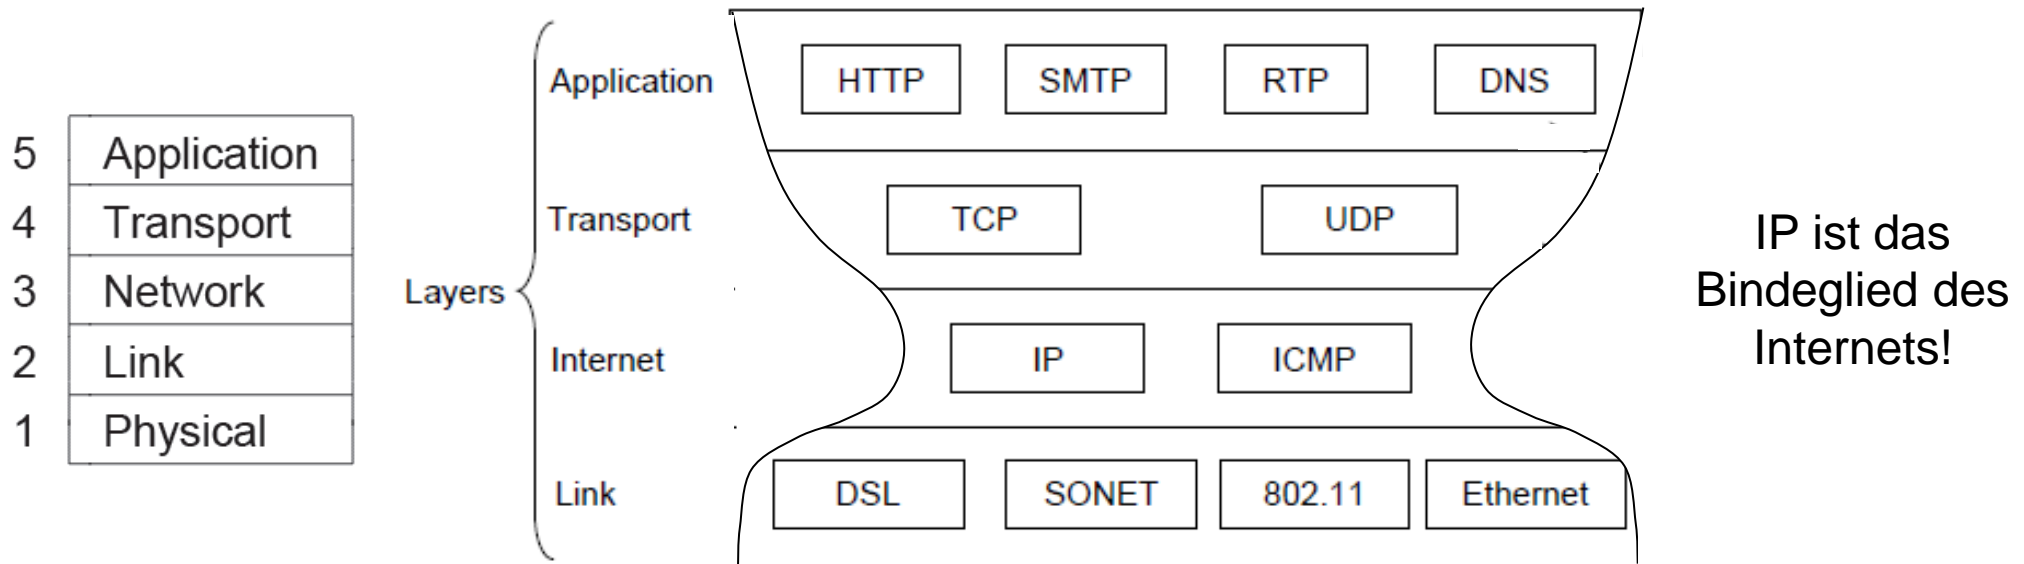 5 Application
4 Transport
3 Network
2 Link
1 Physical
Layers
Application
HTTP SMTP RTP DNS
Transport
TCP UDP
Internet
IP ICMP
Link
DSL SONET 802.11 Ethernet
IP ist das
Bindeglied des
Internets!